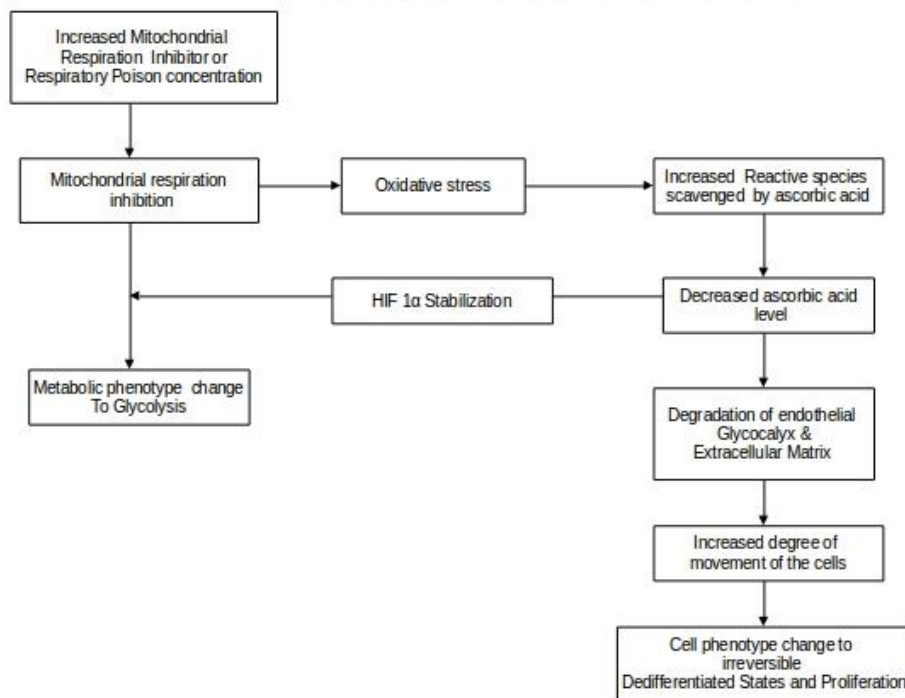 Increased Mitochondrial
Respiration Inhibitor or
Respiratory Poison concentration
Mitochondrial respiration
inhibition
Oxidative stress
Increased Reactive species
scavenged by ascorbic acid
HIF 1α Stabilization
Decreased ascorbic acid
level
Metabolic phenotype change
To Glycolysis
Degradation of endothelial
Glycocalyx &
Extracellular Matrix
Increased degree of
movement of the cells
Cell phenotype change to
irreversible
Dedifferentiated States and Proliferation